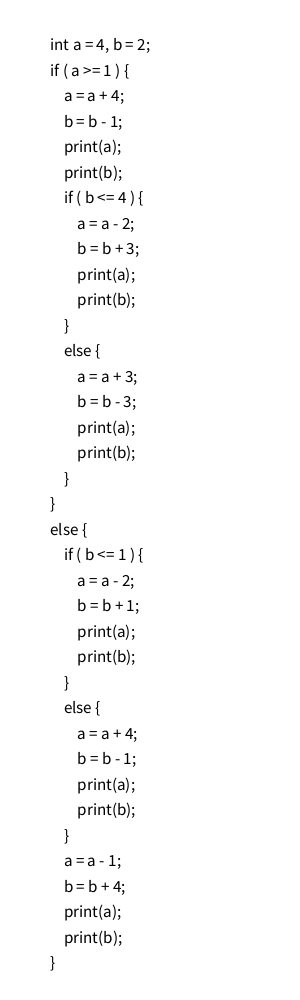 int a = 4, b = 2;
if ( a >= 1 ) {
    a = a + 4;
    b = b - 1;
    print(a);
    print(b);
    if ( b <= 4 ) {
        a = a - 2;
        b = b + 3;
        print(a);
        print(b);
    }
    else {
        a = a + 3;
        b = b - 3;
        print(a);
        print(b);
    }
}
else {
    if ( b <= 1 ) {
        a = a - 2;
        b = b + 1;
        print(a);
        print(b);
    }
    else {
        a = a + 4;
        b = b - 1;
        print(a);
        print(b);
    }
    a = a - 1;
    b = b + 4;
    print(a);
    print(b);
}